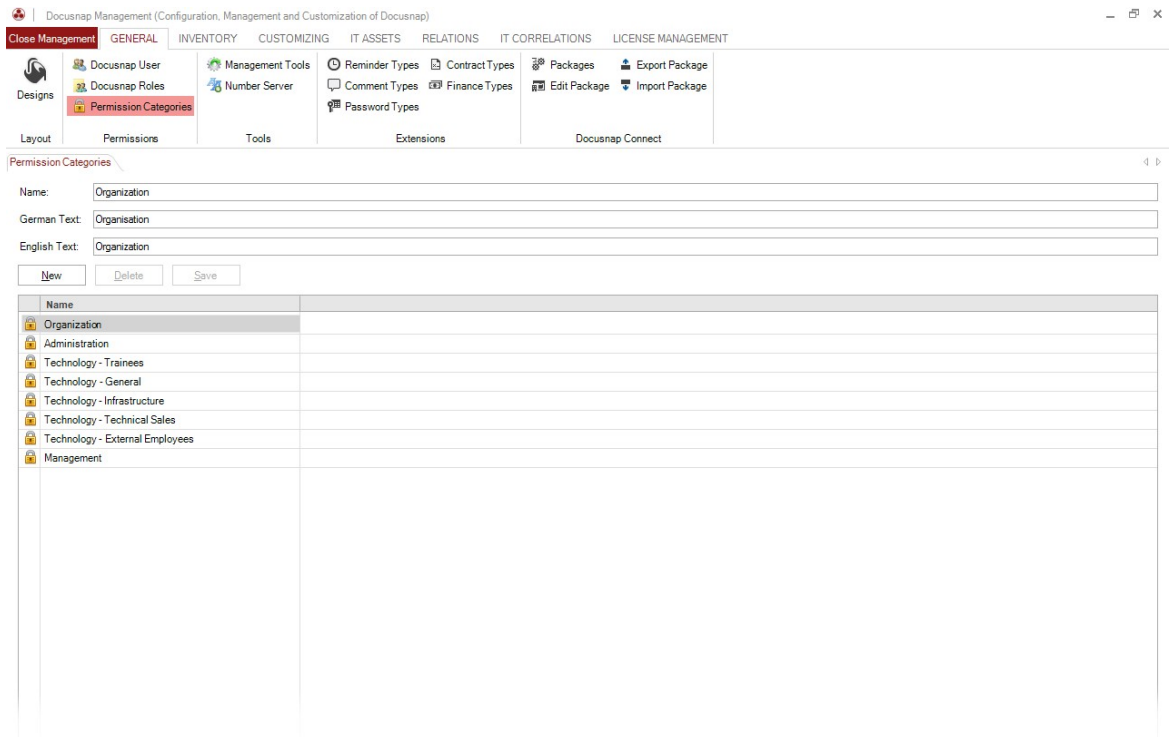 Docusnap Management (Configuration, Management and Customization of Docusnap)
Close Management GENERAL INVENTORY CUSTOMIZING IT ASSETS RELATIONS IT CORRELATIONS LICENSE MANAGEMENT
Designs
Layout
Docusnap User
Docusnap Roles
Permission Categories
Permissions
Management Tools
Number Server
Tools
Reminder Types Contract Types
Comment Types Finance Types
Password Types
Extensions
Packages Export Package
Edit Package Import Package
Docusnap Connect
Permission Categories
Name: Organization
German Text: Organisation
English Text: Organization
New Delete Save
Name
Organization
Administration
Technology - Trainees
Technology - General
Technology - Infrastructure
Technology - Technical Sales
Technology - External Employees
Management